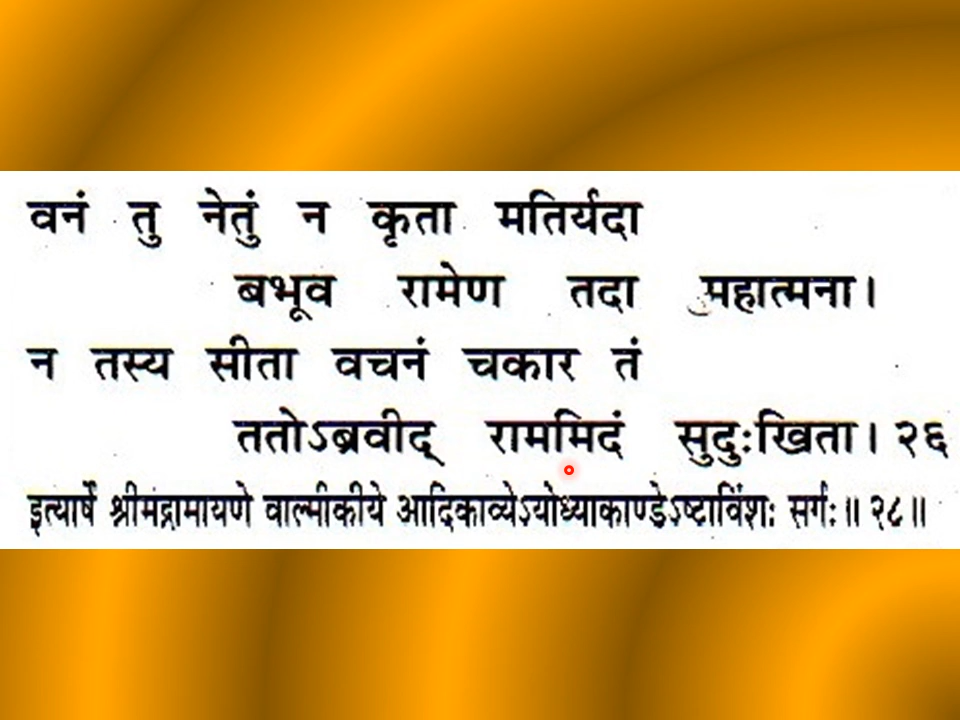 वनं तु नेतुं न कृता मतिर्यदा
बभूव रामेण तदा महात्मना।
न तस्य सीता वचनं चकार तं
ततोऽब्रवीद् राममिदं सुदुःखिता। २६
इत्यार्षे श्रीमद्रामायणे वाल्मीकीये आदिकाव्येऽयोध्याकाण्डेऽष्टाविंशः सर्गः॥ २८॥